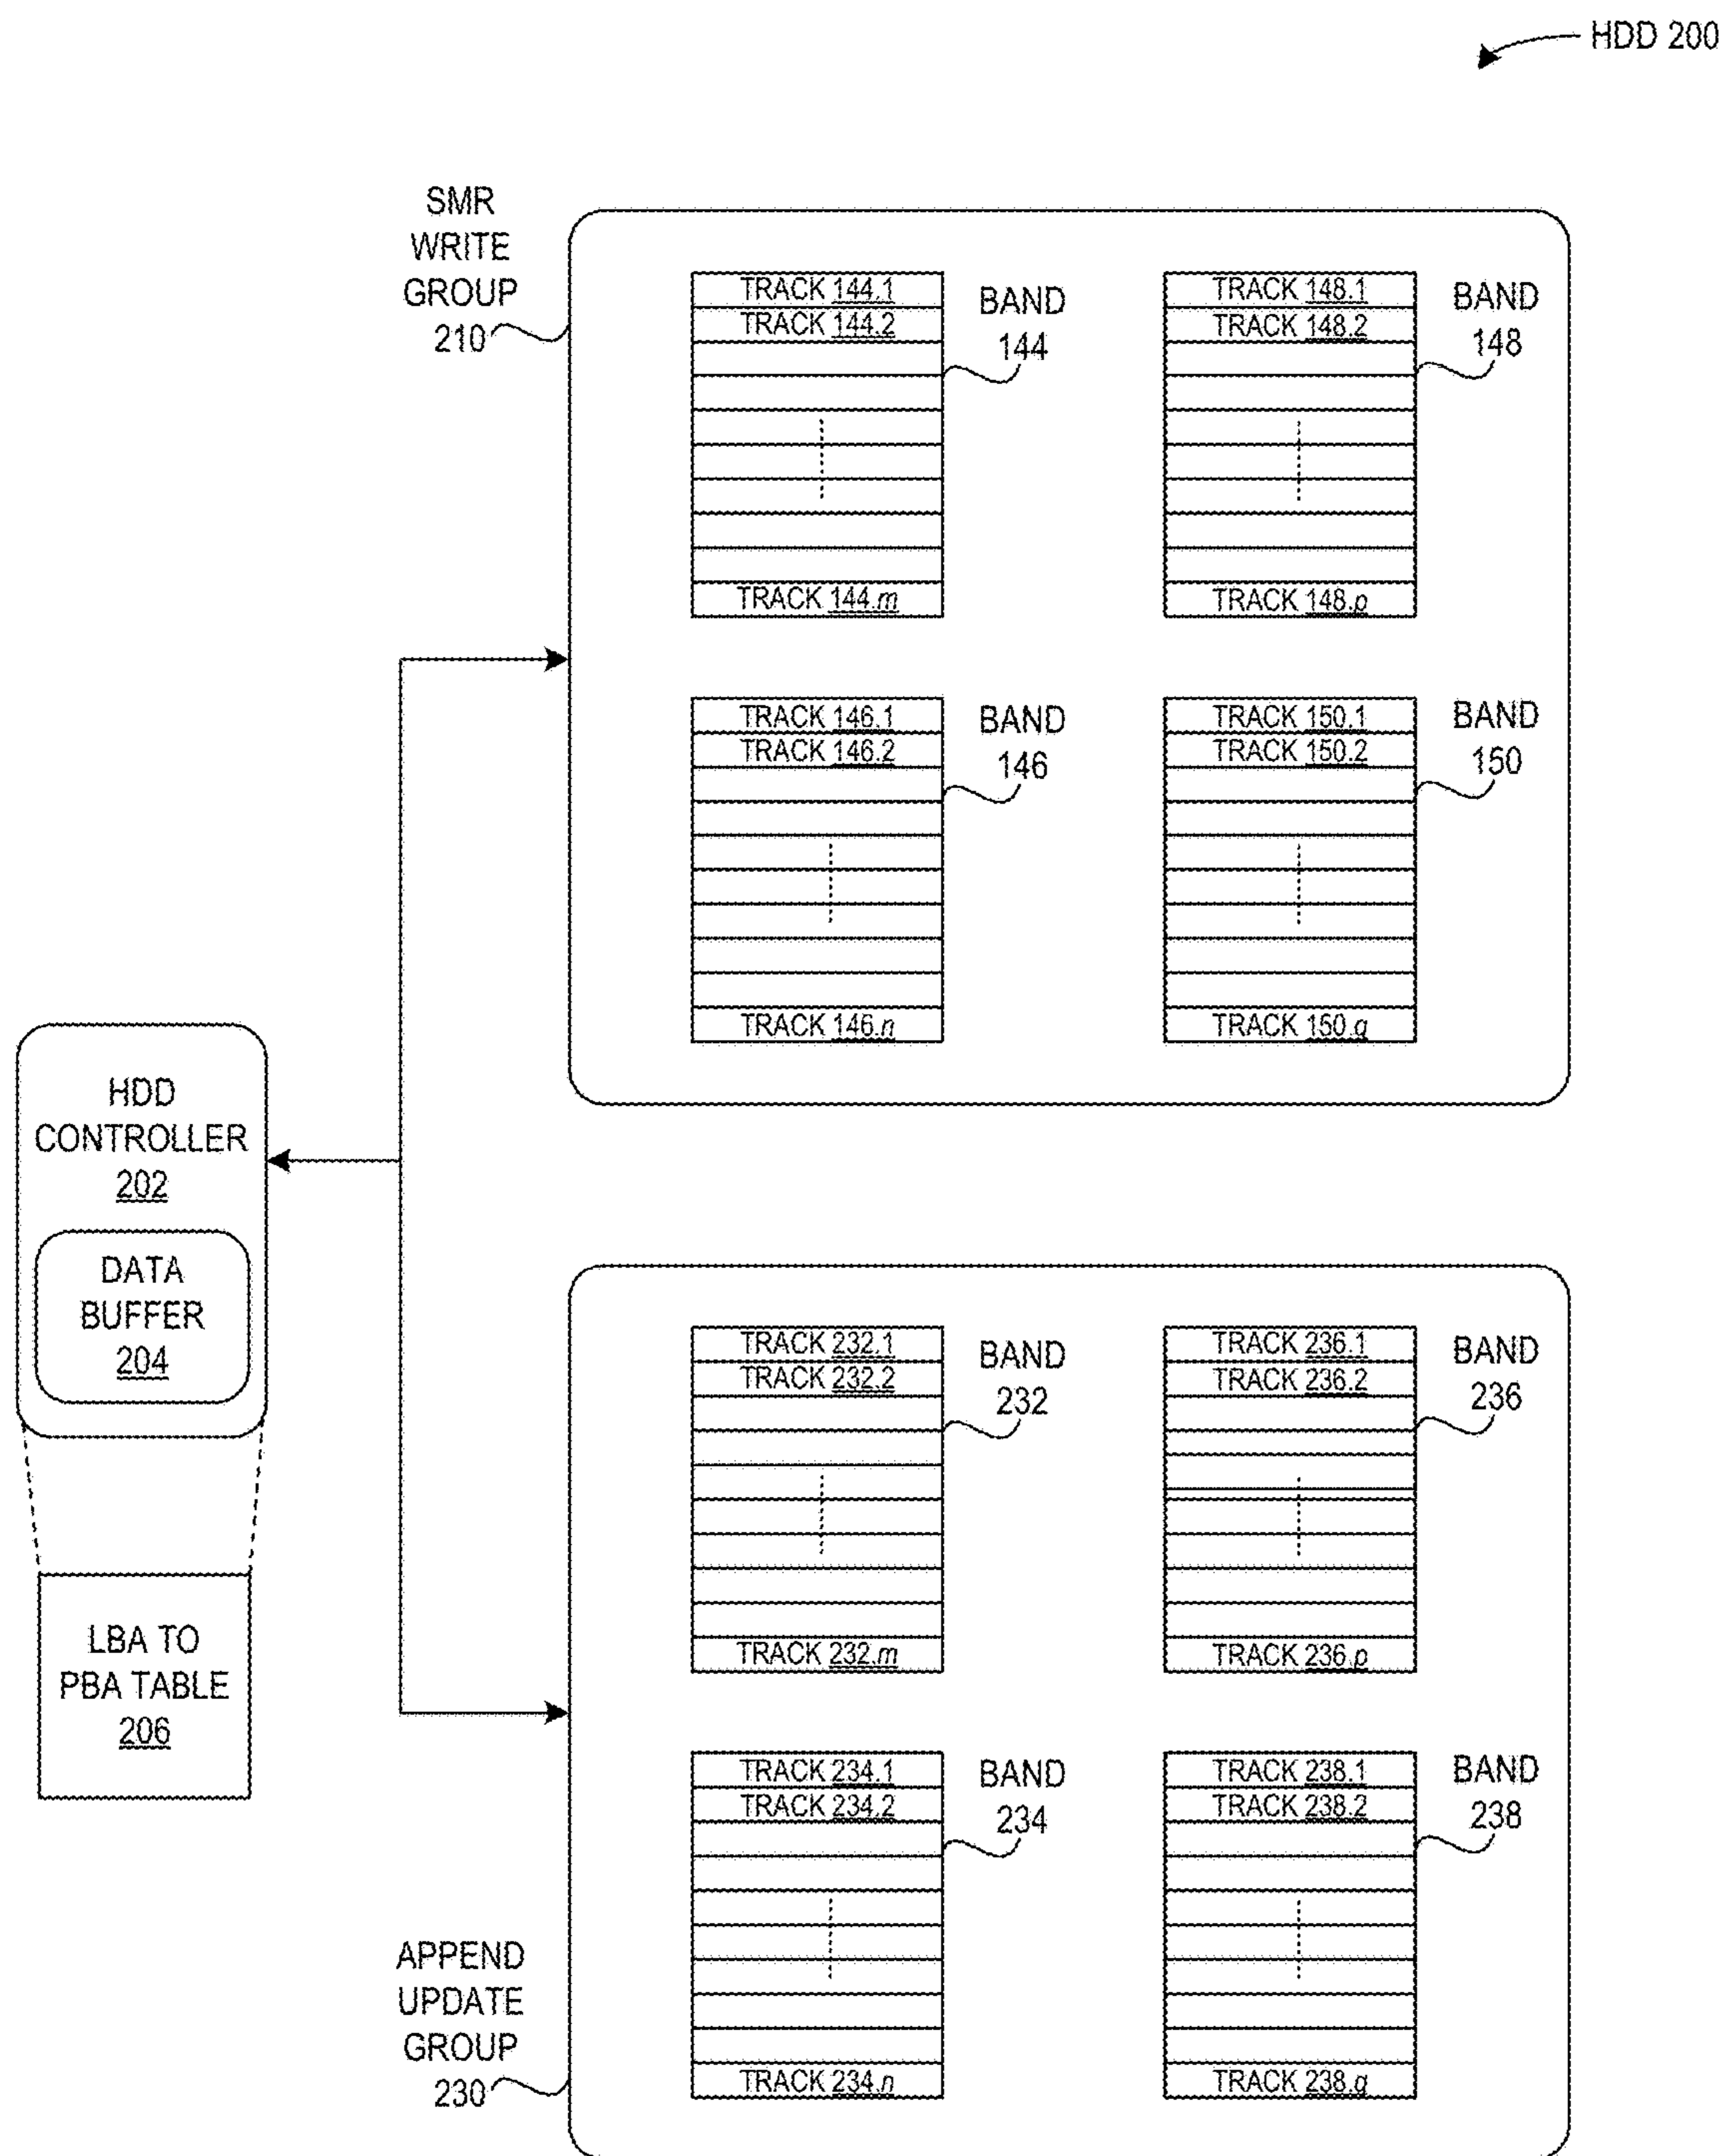 HDD 200
SMR
WRITE
GROUP
210
TRACK 144.1
TRACK 144.2
TRACK 144.m
BAND
144
TRACK 148.1
TRACK 148.2
TRACK 148.p
BAND
148
TRACK 146.1
TRACK 146.2
TRACK 146.n
BAND
146
TRACK 150.1
TRACK 150.2
TRACK 150.q
BAND
150
HDD
CONTROLLER
202
DATA
BUFFER
204
LBA TO
PBA TABLE
206
TRACK 232.1
TRACK 232.2
TRACK 232.m
BAND
232
TRACK 236.1
TRACK 236.2
TRACK 236.p
BAND
236
TRACK 234.1
TRACK 234.2
TRACK 234.n
BAND
234
TRACK 238.1
TRACK 238.2
TRACK 238.q
BAND
238
APPEND
UPDATE
GROUP
230